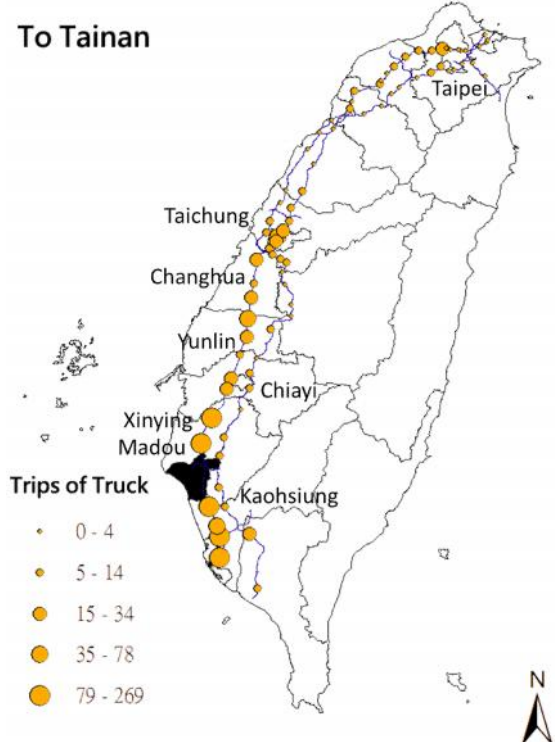 To Tainan
Taipei
Taichung
Changhua
Yunlin
Chiayi
Xinying
Madou
Kaohsiung
Trips of Truck
0 - 4
5 - 14
15 - 34
35 - 78
79 - 269
N